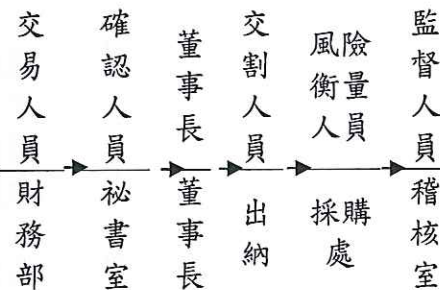 交易人員
確認人員
董事長
交割人員
風險
衡量
人員
監督人員
財務部
祕書室
董事長
出納
採購
處
稽核室